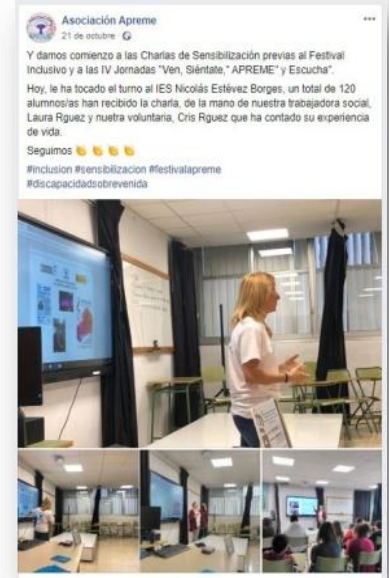 Asociación Apreme
21 de octubre
Y damos comienzo a las Charlas de Sensibilización previas al Festival
Inclusivo y a las IV Jornadas "Ven, Siéntate," APREME" y Escucha".
Hoy, le ha tocado el turno al IES Nicolás Estévez Borges, un total de 120
alumnos/as han recibido la charla, de la mano de nuestra trabajadora social,
Laura Rguez y nuetra voluntaria, Cris Rguez que ha contado su experiencia
de vida.
Seguimos 👏 👏 👏 👏
#inclusion #sensibilizacion #festivalapreme
#discapacidadsobrevenida